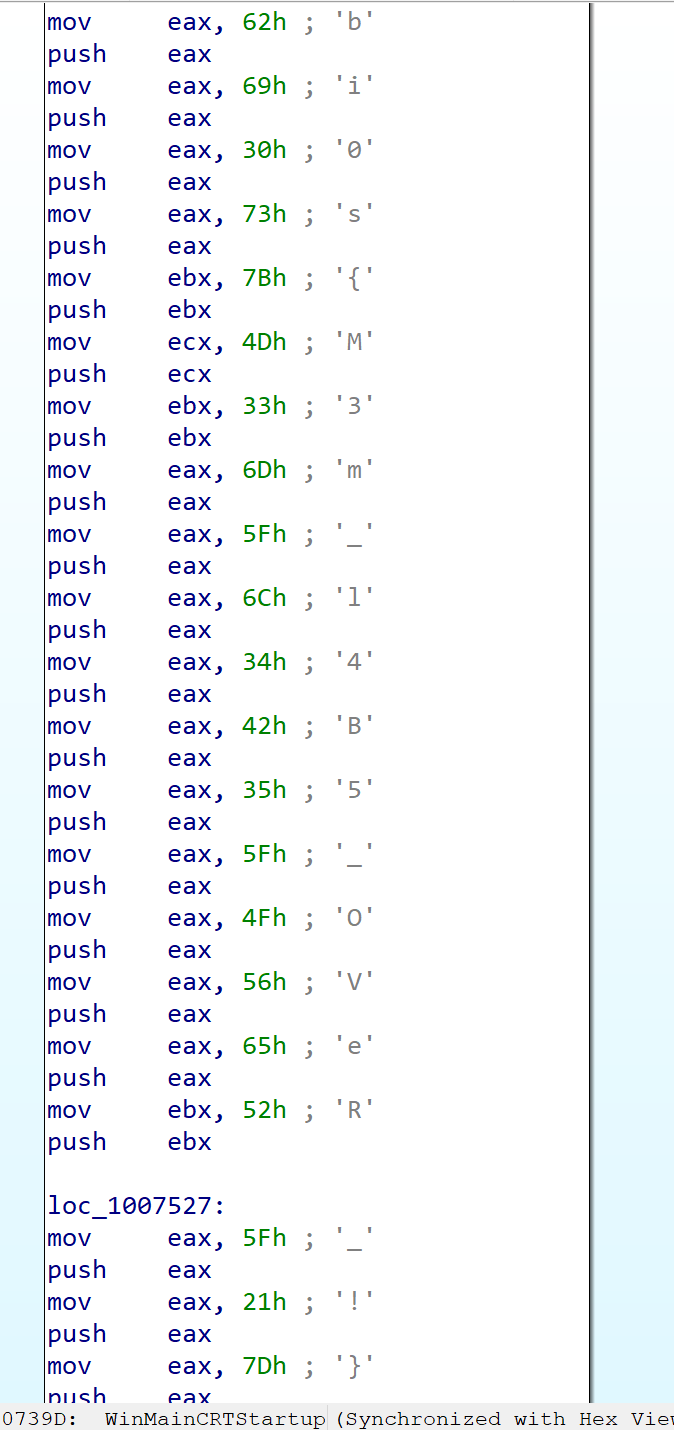 mov     eax, 62h ; 'b'
push    eax
mov     eax, 69h ; 'i'
push    eax
mov     eax, 30h ; '0'
push    eax
mov     eax, 73h ; 's'
push    eax
mov     ebx, 7Bh ; '{'
push    ebx
mov     ecx, 4Dh ; 'M'
push    ecx
mov     ebx, 33h ; '3'
push    ebx
mov     eax, 6Dh ; 'm'
push    eax
mov     eax, 5Fh ; '_'
push    eax
mov     eax, 6Ch ; 'l'
push    eax
mov     eax, 34h ; '4'
push    eax
mov     eax, 42h ; 'B'
push    eax
mov     eax, 35h ; '5'
push    eax
mov     eax, 5Fh ; '_'
push    eax
mov     eax, 4Fh ; 'O'
push    eax
mov     eax, 56h ; 'V'
push    eax
mov     eax, 65h ; 'e'
push    eax
mov     ebx, 52h ; 'R'
push    ebx
loc_1007527:
mov     eax, 5Fh ; '_'
push    eax
mov     eax, 21h ; '!'
push    eax
mov     eax, 7Dh ; '}'
push    eax
0739D: WinMainCRTStartup (Synchronized with Hex View